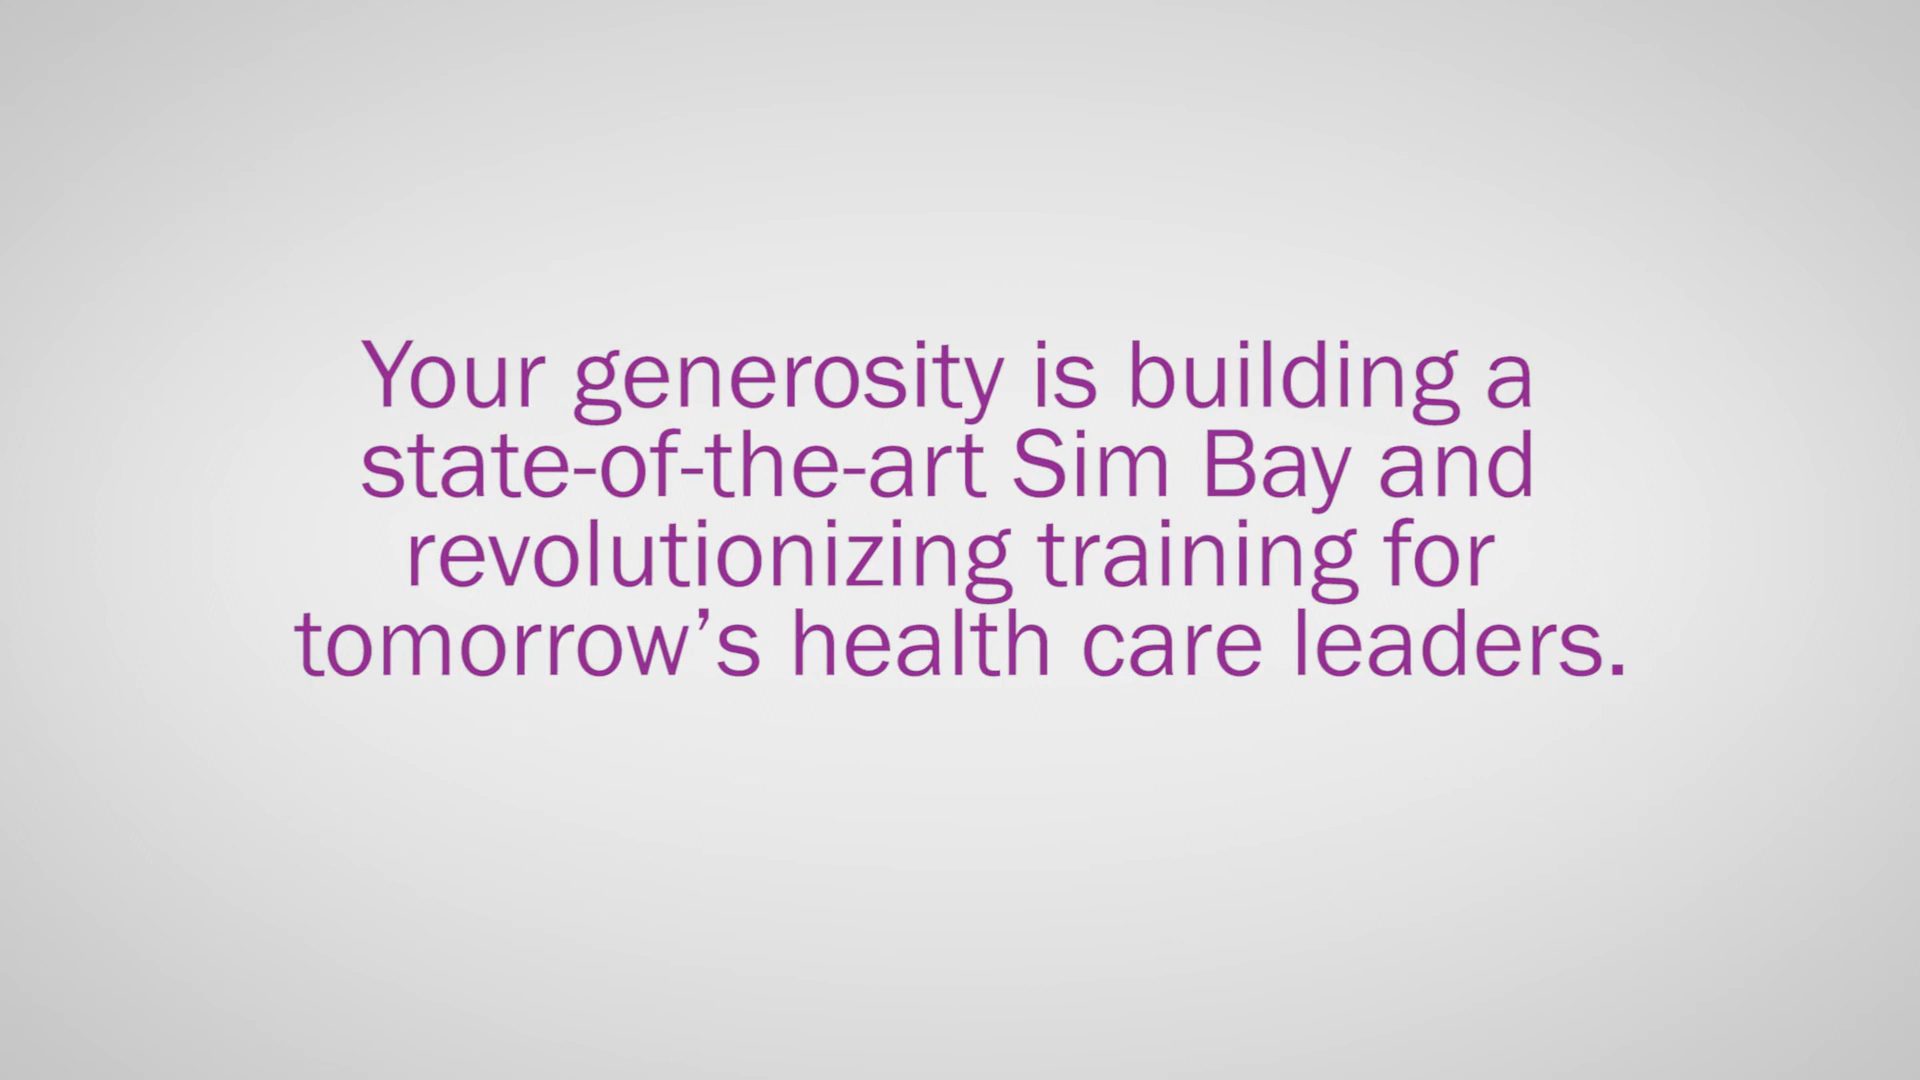 Your generosity is building a
state-of-the-art Sim Bay and
revolutionizing training for
tomorrow’s health care leaders.